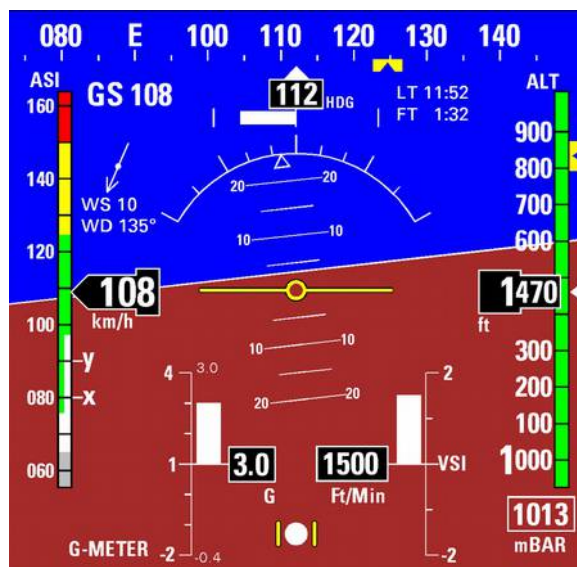 080 E 100 112 120 130 140
ASI
GS 108
112 HDG
LT 11:52
FT 1:32
ALT
160
140
120
100
080
060
WS 10
WD 135°
108
km/h
y
x
20 20
10 10
10 10
20 20
900
800
700
600
1470
ft
300
200
100
1000
4 3.0
1
-2 -0.4
3.0
G
G-METER
1500
Ft/Min
2
VSI
-2
1013
mBAR